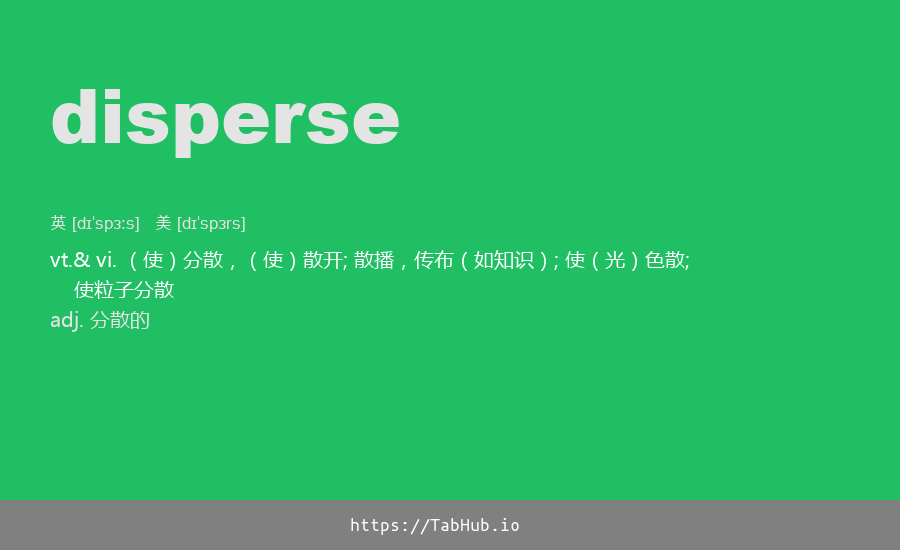 disperse
英 [dɪˈspɜːs] 美 [dɪˈspɜrs]
vt.& vi. （使）分散，（使）散开; 散播，传布（如知识）; 使（光）色散;
使粒子分散
adj. 分散的
https://TabHub.io